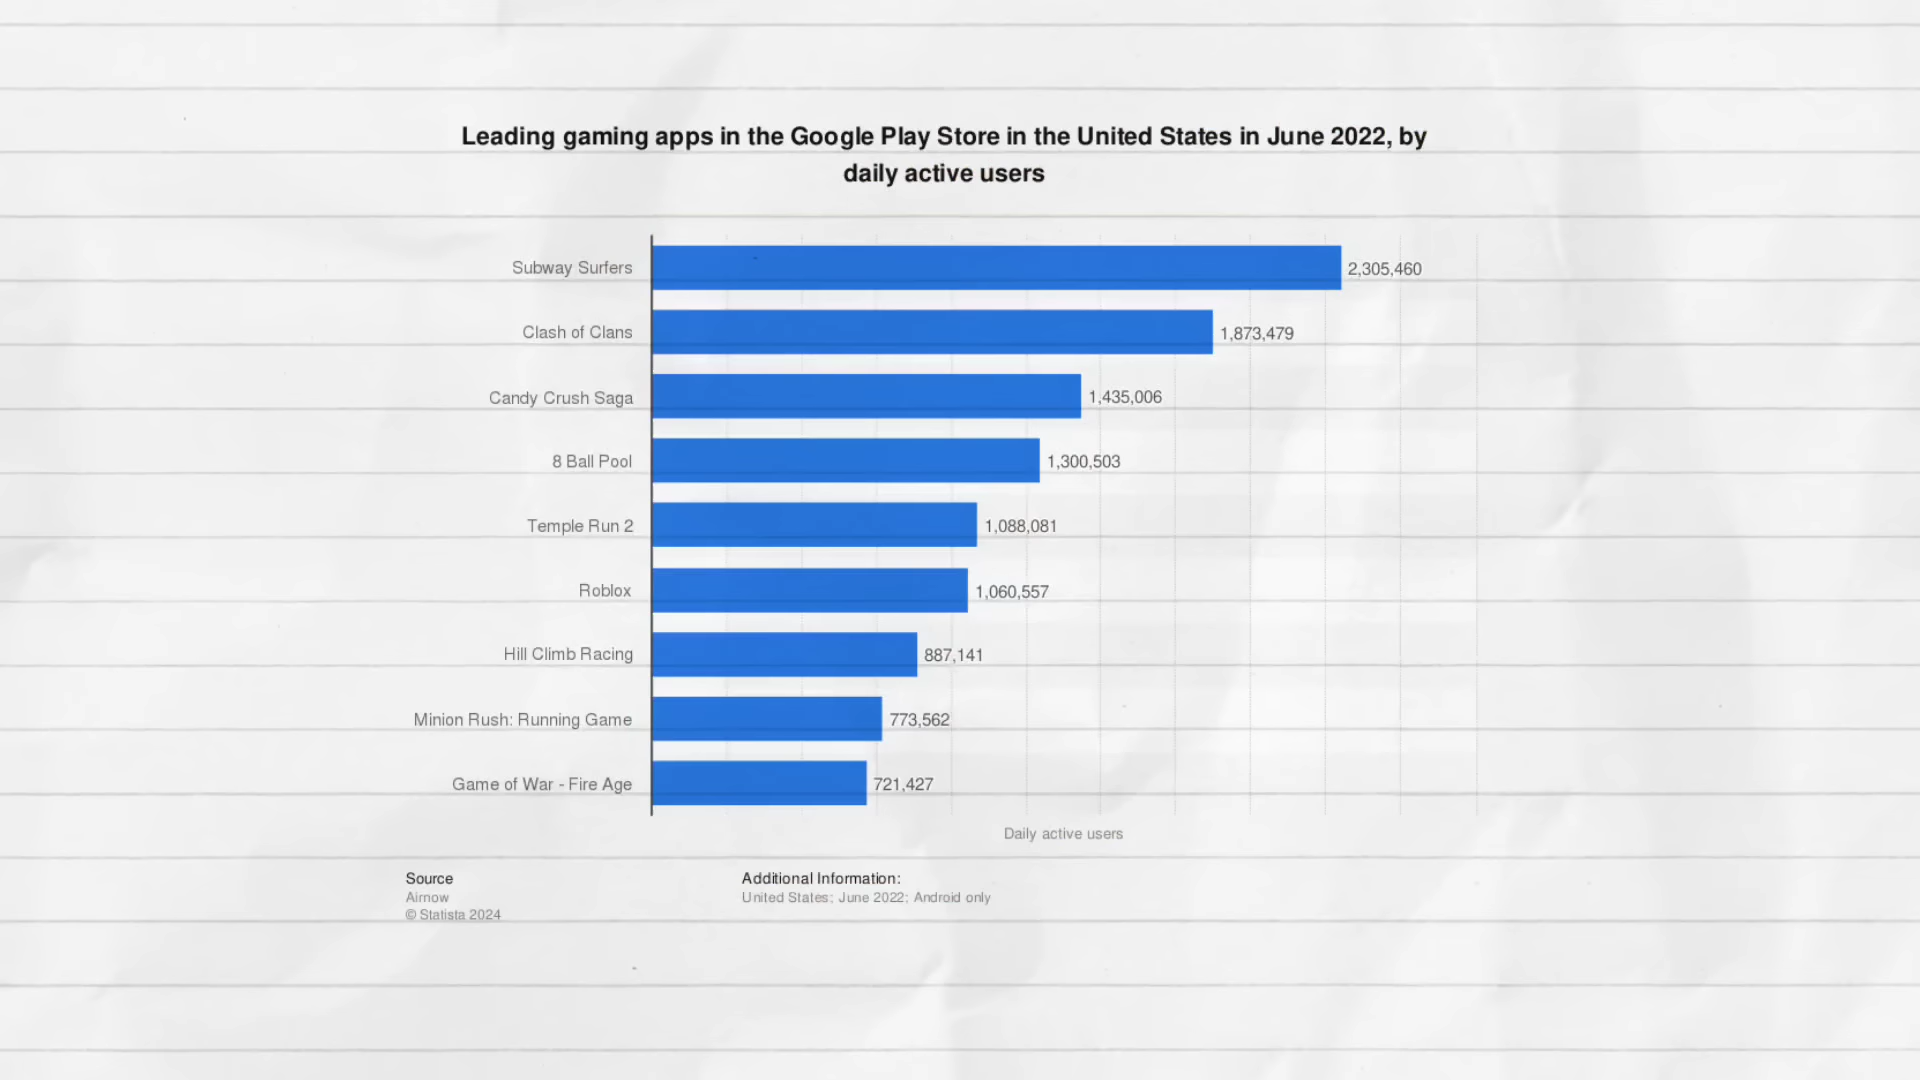 Leading gaming apps in the Google Play Store in the United States in June 2022, by
daily active users
Subway Surfers 2,305,460
Clash of Clans 1,873,479
Candy Crush Saga 1,435,006
8 Ball Pool 1,300,503
Temple Run 2 1,088,081
Roblox 1,060,557
Hill Climb Racing 887,141
Minion Rush: Running Game 773,562
Game of War - Fire Age 721,427
Daily active users
Source
Airnow
© Statista 2024
Additional Information:
United States; June 2022; Android only